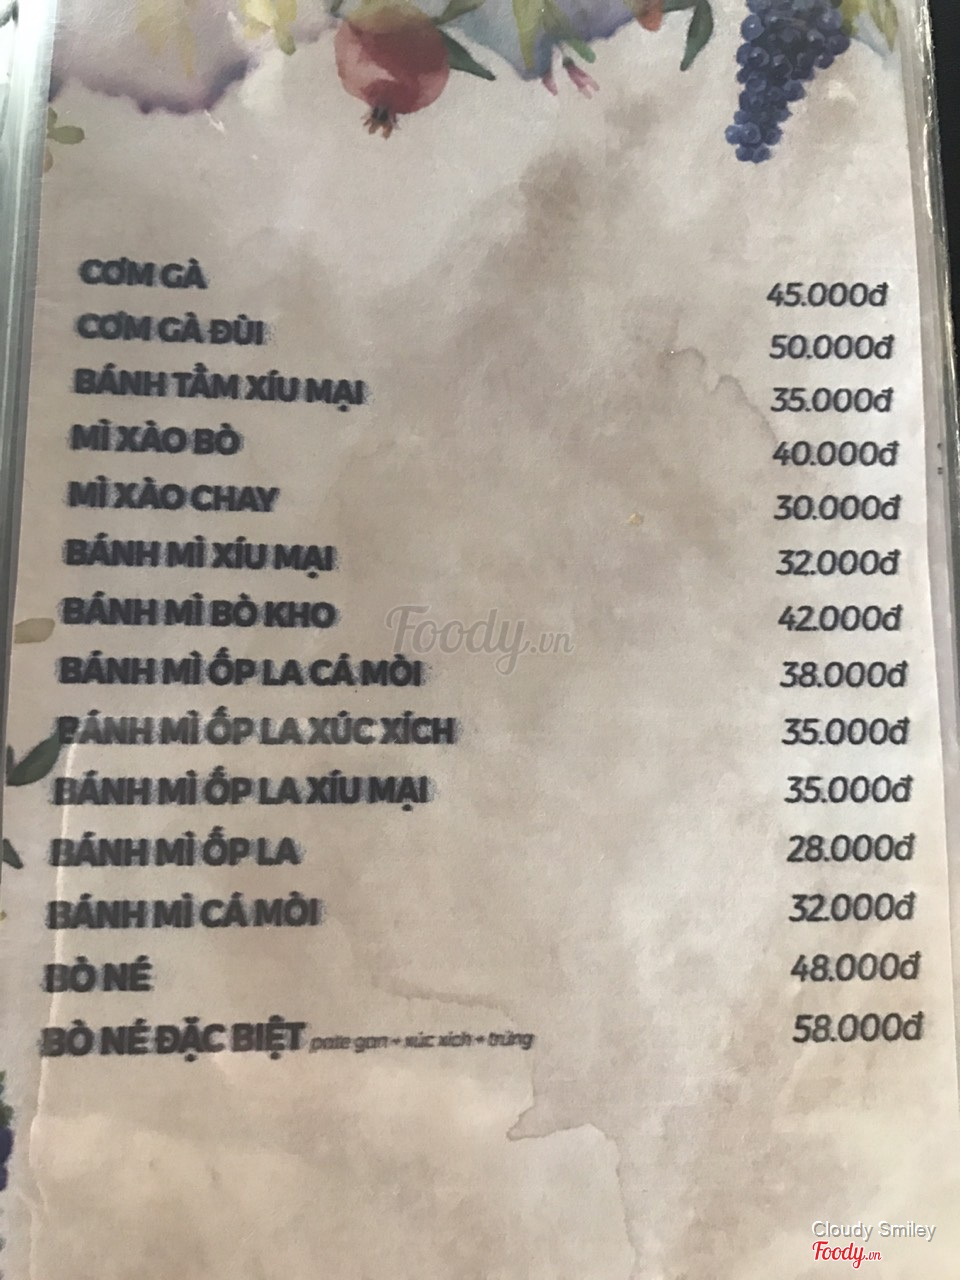 CƠM GÀ 45.000đ
CƠM GÀ ĐÙI 50.000đ
BÁNH TẰM XÍU MẠI 35.000đ
MÌ XÀO BÒ 40.000đ
MÌ XÀO CHAY 30.000đ
BÁNH MÌ XÍU MẠI 32.000đ
BÁNH MÌ BÒ KHO 42.000đ
Foody.vn
BÁNH MÌ ỐP LA CÁ MÒI 38.000đ
BÁNH MÌ ỐP LA XÚC XÍCH 35.000đ
BÁNH MÌ ỐP LA XÍU MẠI 35.000đ
BÁNH MÌ ỐP LA 28.000đ
BÁNH MÌ CÁ MÒI 32.000đ
BÒ NÉ 48.000đ
BÒ NÉ ĐẶC BIỆT pate gan + xúc xích + trứng 58.000đ
Cloudy Smiley
Foody.vn